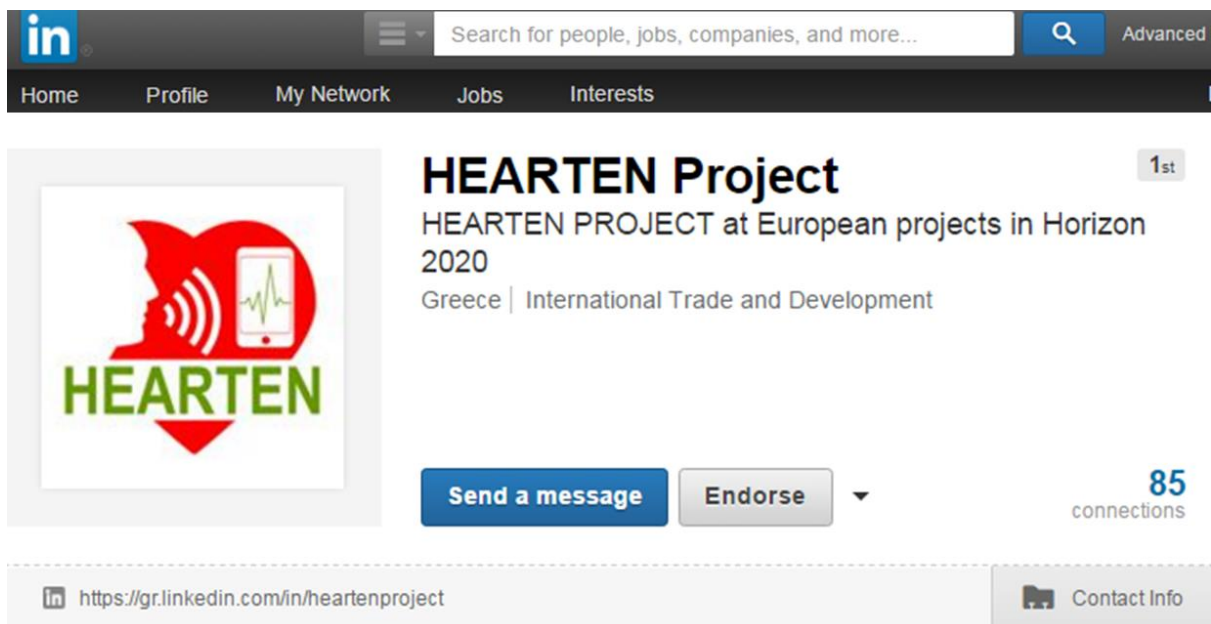 in
Search for people, jobs, companies, and more...
Advanced
Home Profile My Network Jobs Interests
HEARTEN Project
1st
HEARTEN PROJECT at European projects in Horizon
2020
Greece | International Trade and Development
HEARTEN
Send a message
Endorse
85
connections
in https://gr.linkedin.com/in/heartenproject
Contact Info